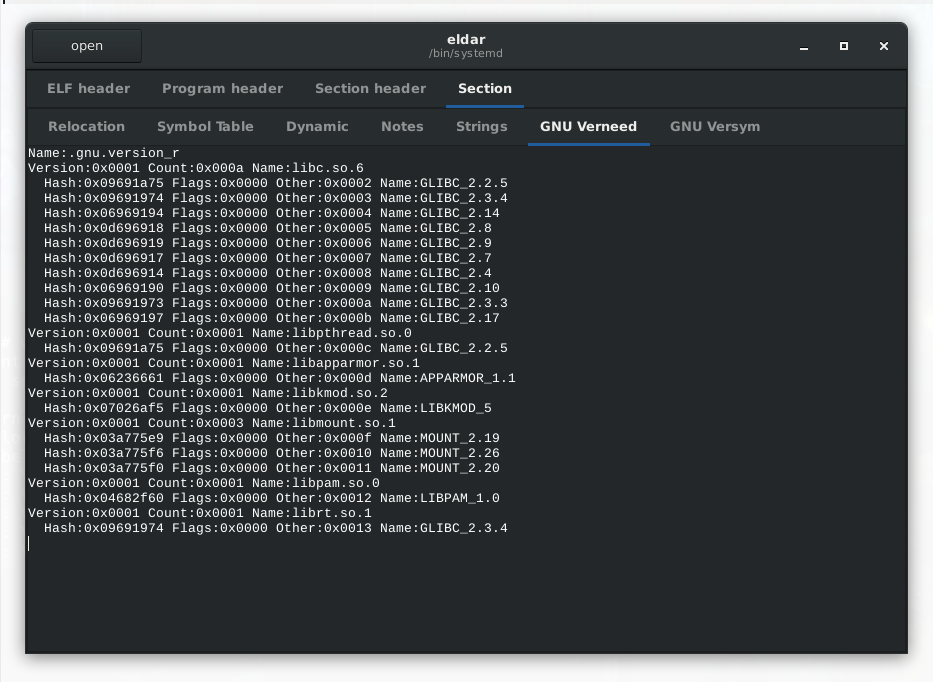 open
eldar
/bin/systemd
ELF header Program header Section header Section
Relocation Symbol Table Dynamic Notes Strings GNU Verneed GNU Versym
Name:.gnu.version_r
Version:0x0001 Count:0x000a Name:libc.so.6
Hash:0x09691a75 Flags:0x0000 Other:0x0002 Name:GLIBC_2.2.5
Hash:0x09691974 Flags:0x0000 Other:0x0003 Name:GLIBC_2.3.4
Hash:0x06969194 Flags:0x0000 Other:0x0004 Name:GLIBC_2.14
Hash:0x0d696918 Flags:0x0000 Other:0x0005 Name:GLIBC_2.8
Hash:0x0d696919 Flags:0x0000 Other:0x0006 Name:GLIBC_2.9
Hash:0x0d696917 Flags:0x0000 Other:0x0007 Name:GLIBC_2.7
Hash:0x0d696914 Flags:0x0000 Other:0x0008 Name:GLIBC_2.4
Hash:0x06969190 Flags:0x0000 Other:0x0009 Name:GLIBC_2.10
Hash:0x09691973 Flags:0x0000 Other:0x000a Name:GLIBC_2.3.3
Hash:0x06969197 Flags:0x0000 Other:0x000b Name:GLIBC_2.17
Version:0x0001 Count:0x0001 Name:libpthread.so.0
Hash:0x09691a75 Flags:0x0000 Other:0x000c Name:GLIBC_2.2.5
Version:0x0001 Count:0x0001 Name:libapparmor.so.1
Hash:0x06236661 Flags:0x0000 Other:0x000d Name:APPARMOR_1.1
Version:0x0001 Count:0x0001 Name:libkmod.so.2
Hash:0x07026af5 Flags:0x0000 Other:0x000e Name:LIBKMOD_5
Version:0x0001 Count:0x0003 Name:libmount.so.1
Hash:0x03a775e9 Flags:0x0000 Other:0x000f Name:MOUNT_2.19
Hash:0x03a775f6 Flags:0x0000 Other:0x0010 Name:MOUNT_2.26
Hash:0x03a775f0 Flags:0x0000 Other:0x0011 Name:MOUNT_2.20
Version:0x0001 Count:0x0001 Name:libpam.so.0
Hash:0x04682f60 Flags:0x0000 Other:0x0012 Name:LIBPAM_1.0
Version:0x0001 Count:0x0001 Name:librt.so.1
Hash:0x09691974 Flags:0x0000 Other:0x0013 Name:GLIBC_2.3.4